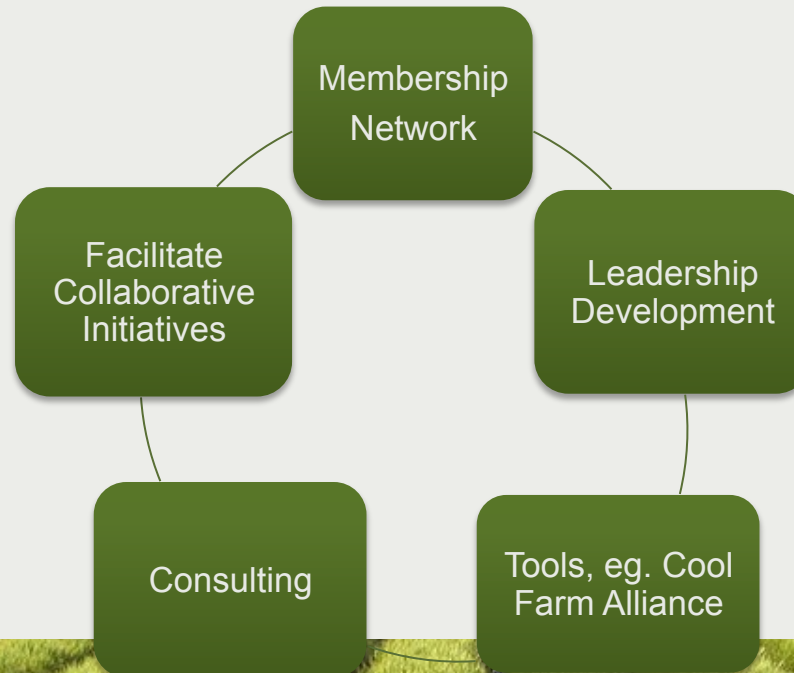 Membership
Network
Facilitate
Collaborative
Initiatives
Leadership
Development
Consulting
Tools, eg. Cool
Farm Alliance